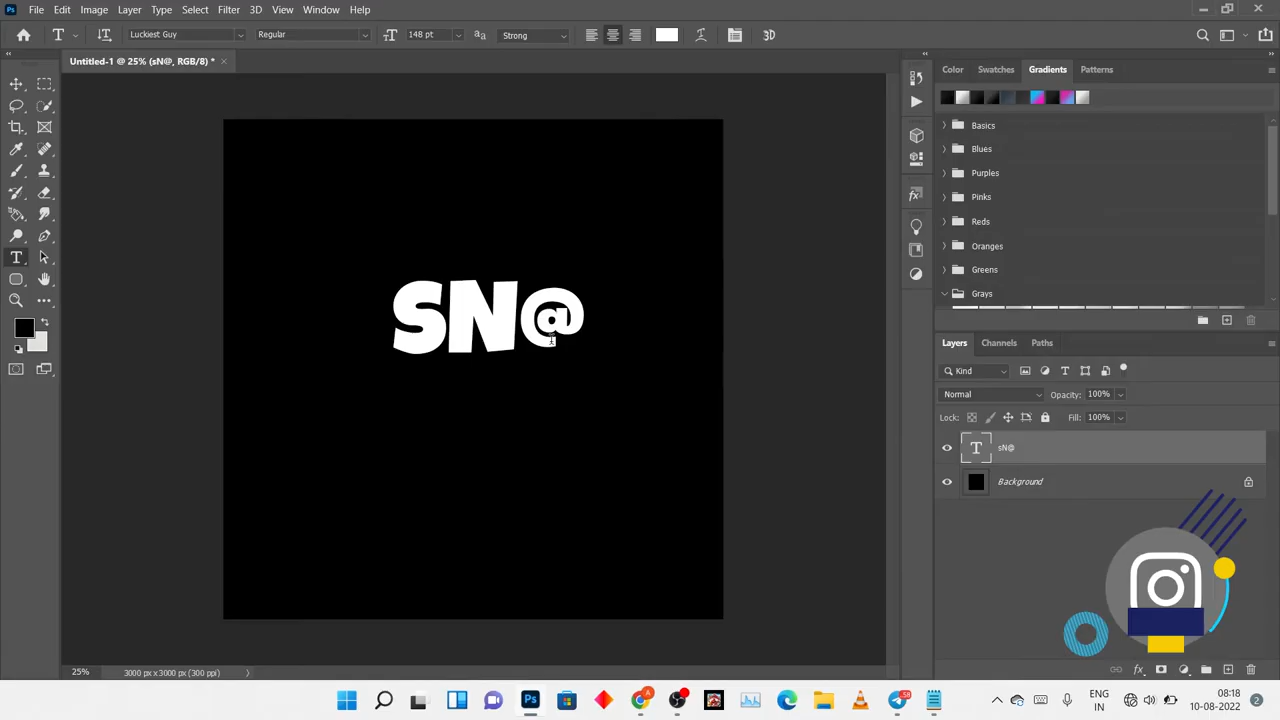 Ps File Edit Image Layer Type Select Filter 3D View Window Help
T Luckiest Guy Regular 148 pt Strong 3D
Untitled-1 @ 25% (sN@, RGB/8) *
Color Swatches Gradients Patterns
Basics
Blues
Purples
Pinks
Reds
Oranges
Greens
Grays
SN@
Layers Channels Paths
Kind
Normal Opacity: 100%
Lock: Fill: 100%
T sN@
Background
25% 3000 px x 3000 px (300 ppi)
Ps A 58 ENG IN 08:18 10-08-2022 2